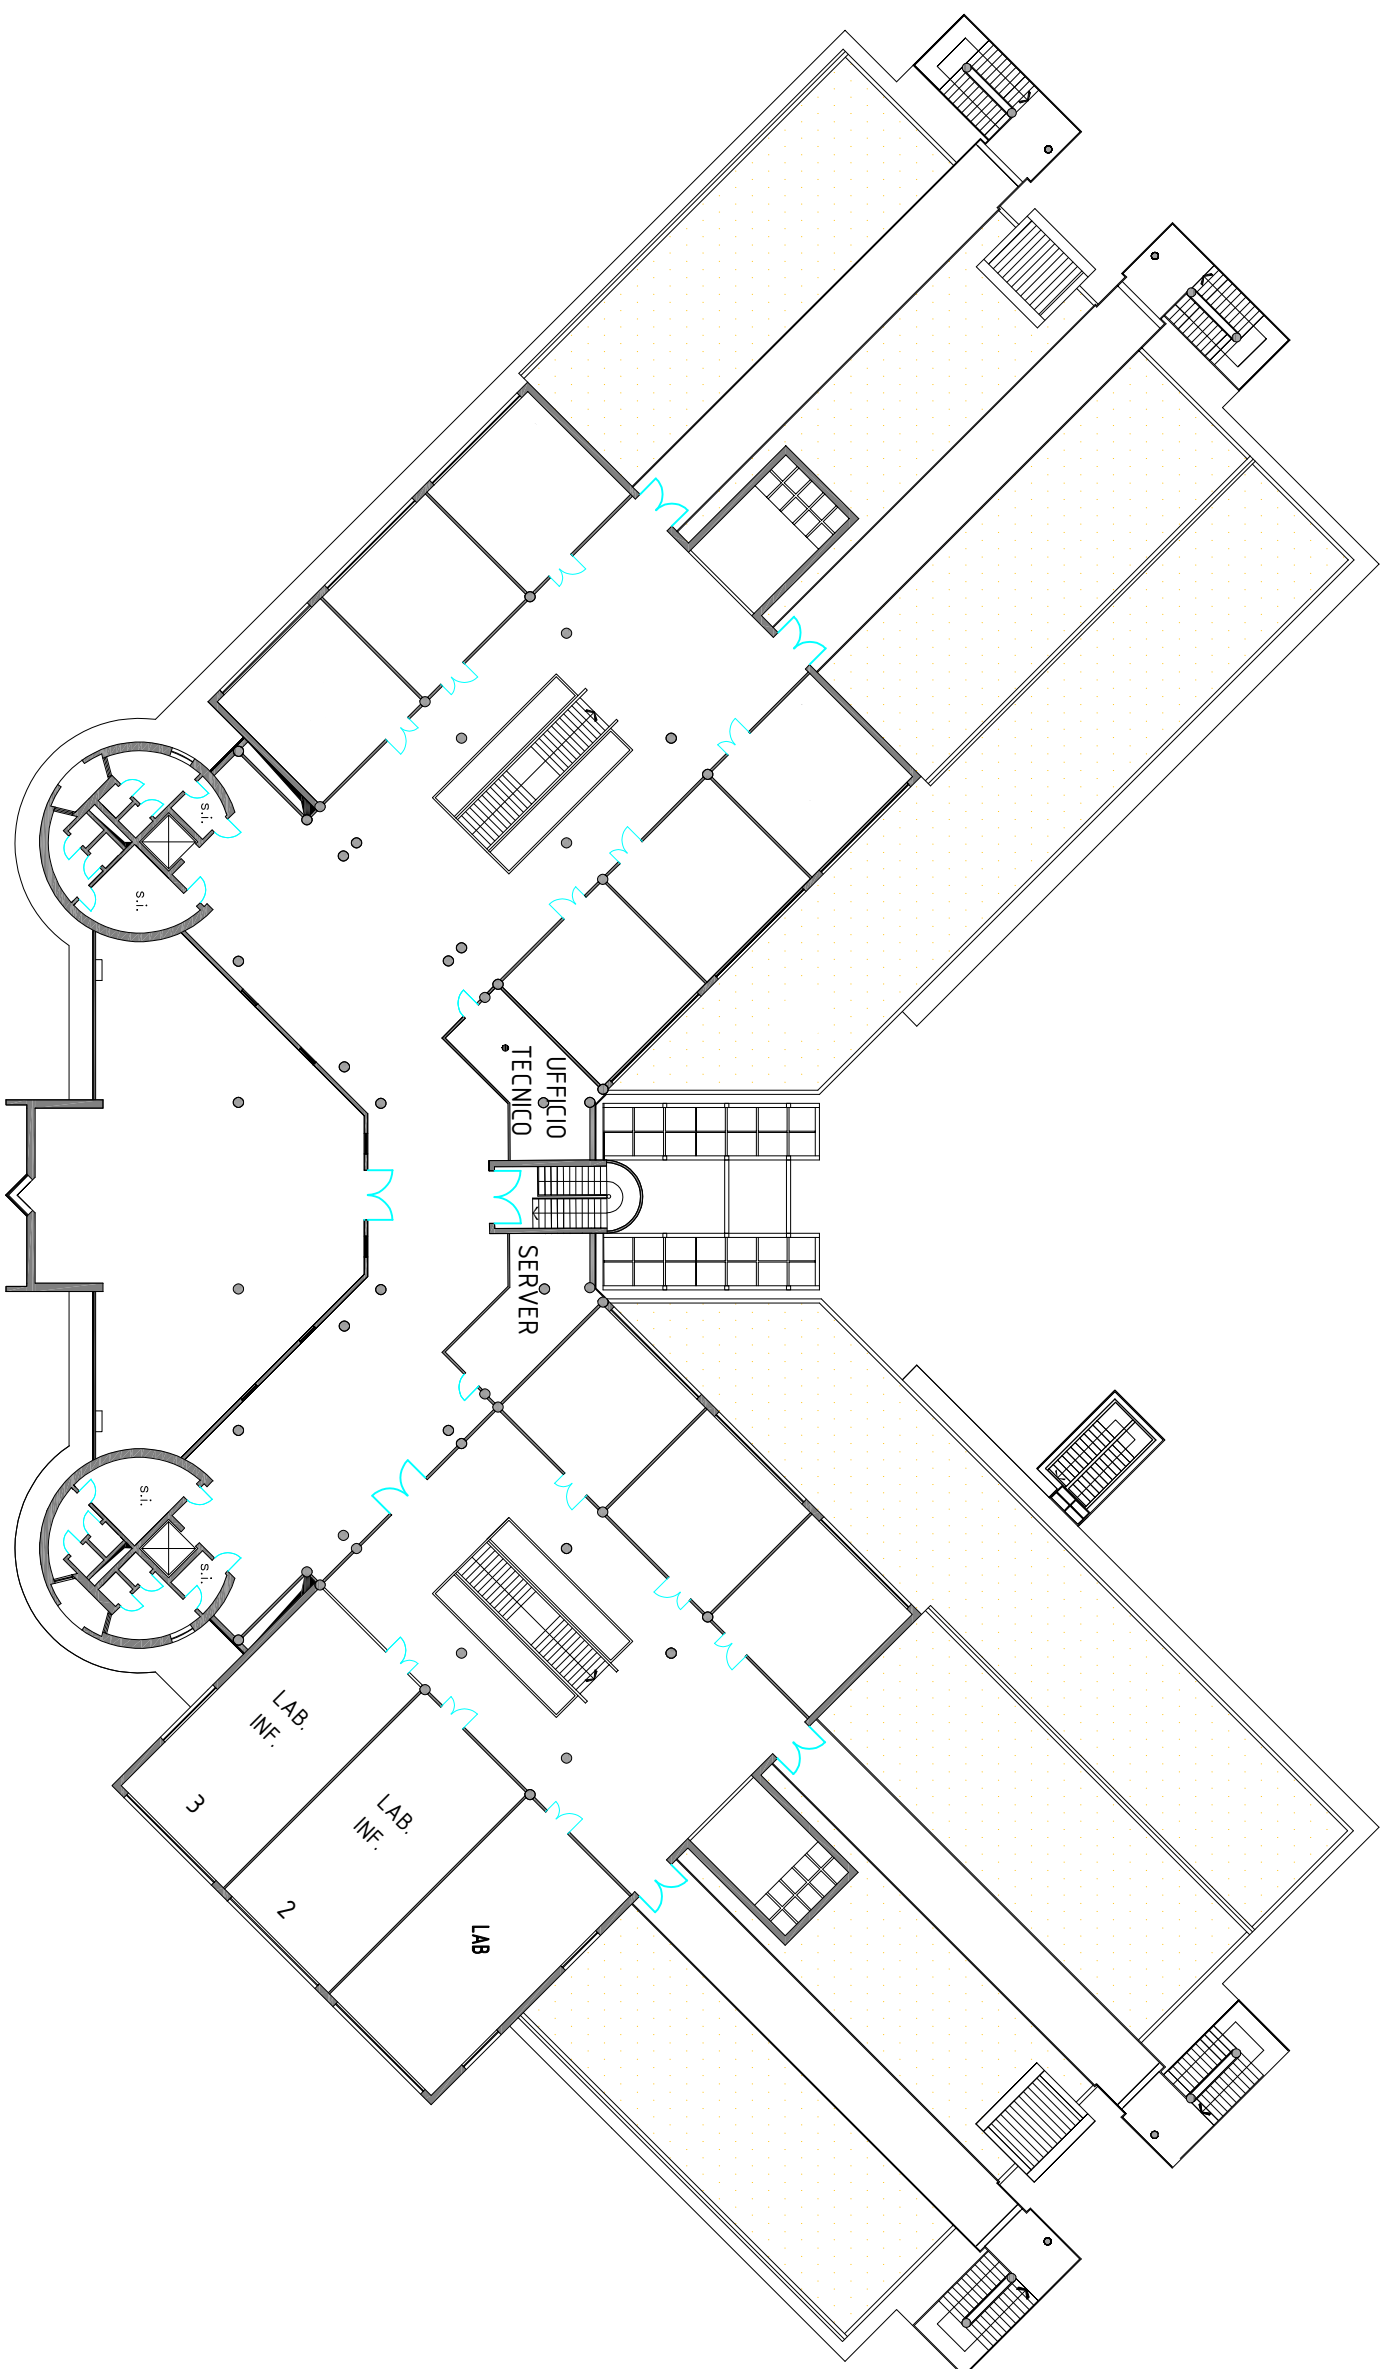 s.i.
s.i.
UFFICIO
TECNICO
SERVER
s.i.
s.i.
LAB.
INF.
3
LAB.
INF.
2
LAB